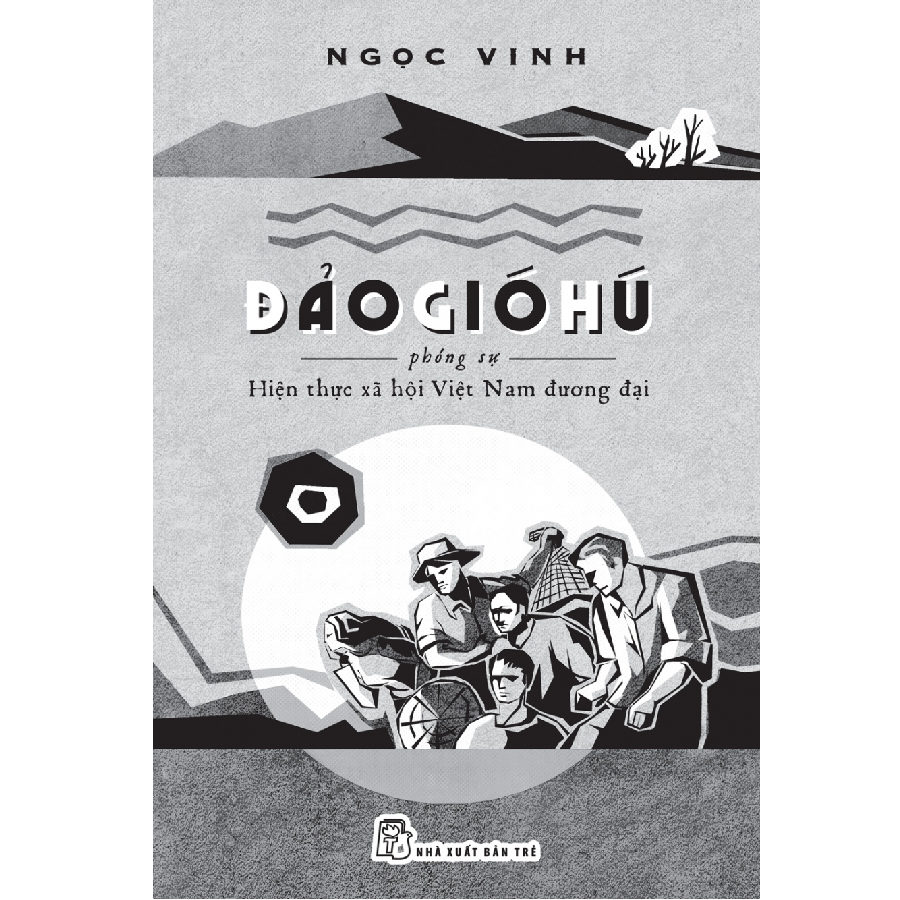 NGỌC VINH
ĐẢO GIÓ HÚ
phóng sự
Hiện thực xã hội Việt Nam đương đại
NHÀ XUẤT BẢN TRẺ